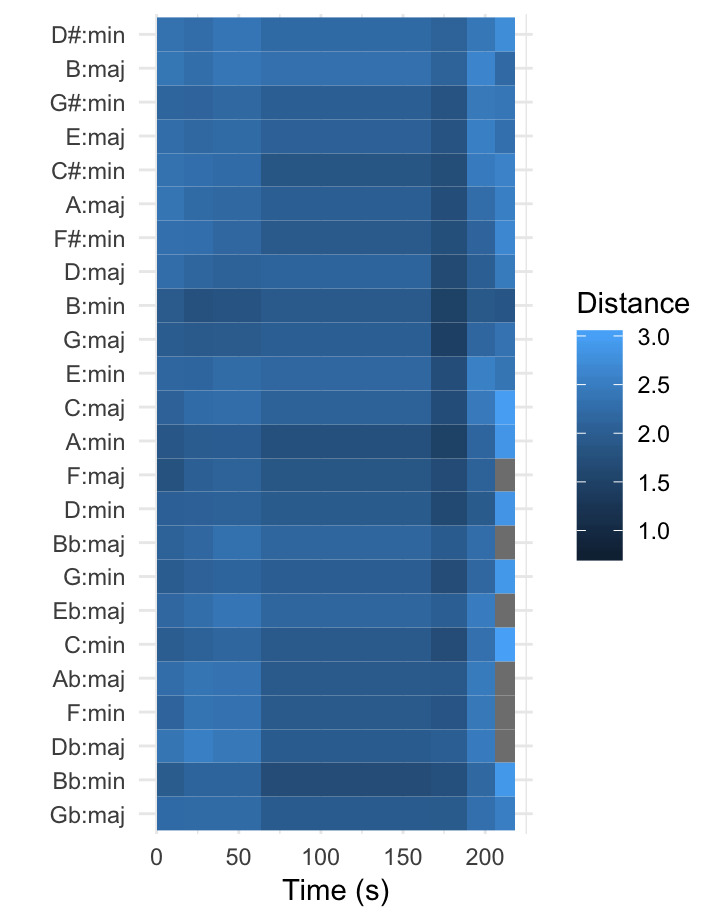 D#:min
B:maj
G#:min
E:maj
C#:min
A:maj
F#:min
D:maj
B:min
G:maj
E:min
C:maj
A:min
F:maj
D:min
Bb:maj
G:min
Eb:maj
C:min
Ab:maj
F:min
Db:maj
Bb:min
Gb:maj
0 50 100 150 200
Time (s)
Distance
3.0
2.5
2.0
1.5
1.0